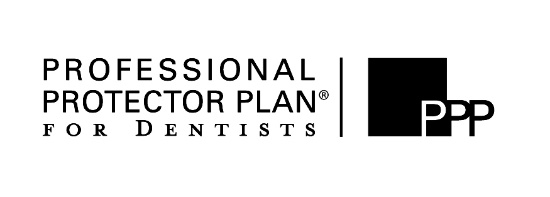 PROFESSIONAL
PROTECTOR PLAN®
FOR DENTISTS
PPP